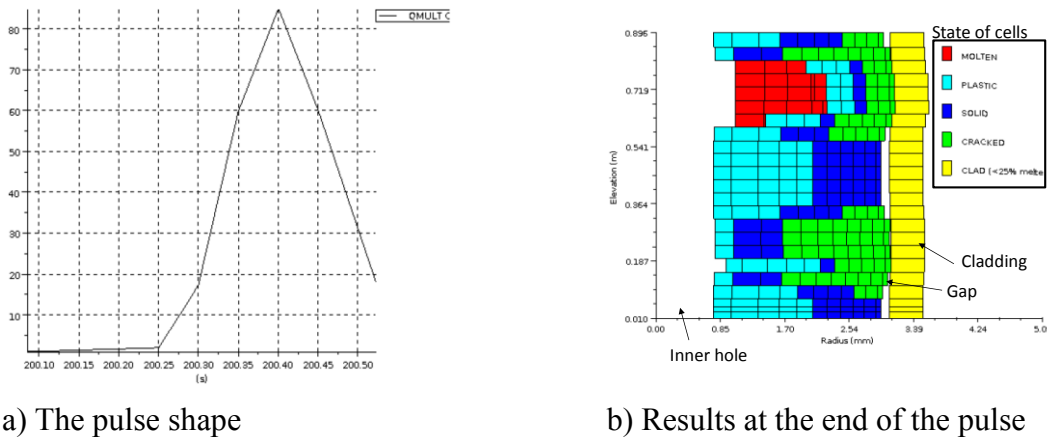 QMULT C
80
70
60
50
40
30
20
10
200.10 200.15 200.20 200.25 200.30 200.35 200.40 200.45 200.50
(s)
a) The pulse shape
State of cells
MOLTEN
PLASTIC
SOLID
CRACKED
CLAD (<25% melte
0.896
0.719
0.541
0.364
0.187
0.010
Elevation (m)
0.00 0.85 1.70 2.54 3.39 4.24 5.0
Radius (mm)
Cladding
Gap
Inner hole
b) Results at the end of the pulse